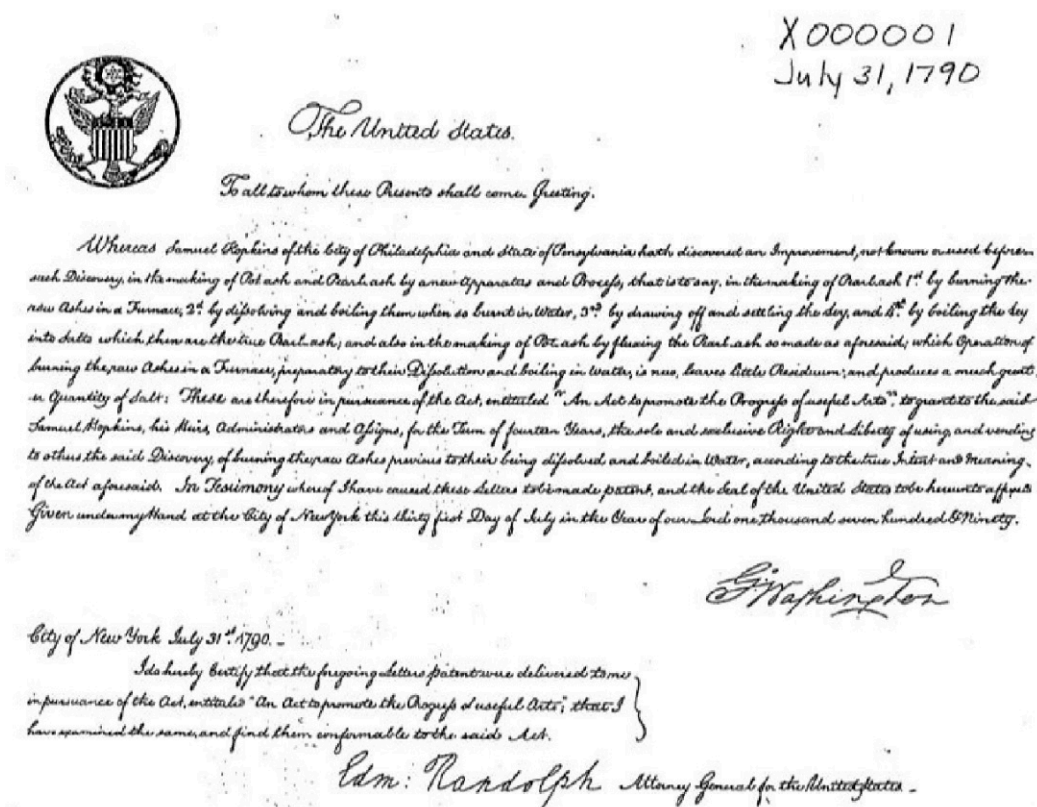 X000001
July 31, 1790
The United States.
To all to whom these Presents shall come Greeting.
Whereas Samuel Hopkins of the City of Philadelphia and State of Pensylvania hath discovered an Improvement, not known or used before
such Discovery, in the making of Pot ash and Pearl ash by a new Apparatus and Process, that is to say, in the making of Pearl ash 1st by burning the
raw Ashes in a Furnace, 2d by dissolving and boiling them when so burnt in Water, 3rd by drawing off and settling the Ley, and 4th by boiling the Ley
into Salts which then are the true Pearl ash; and also in the making of Pot ash by fluxing the Pearl ash so made as aforesaid; which Operation of
burning the raw Ashes in a Furnace, preparatory to their Dissolution and boiling in Water, is new, leaves little Residuum; and produces a much great
er Quantity of Salt: These are therefore in pursuance of the Act, entituled "An Act to promote the Progress of useful Arts", to grant to the said
Samuel Hopkins, his Heirs, Administrators and Assigns, for the Term of fourteen Years, the sole and exclusive Right and Liberty of using, and vending
to others the said Discovery, of burning the raw Ashes previous to their being dissolved and boiled in Water, according to the true Intent and Meaning
of the Act aforesaid. In Testimony whereof I have caused these Letters to be made patent, and the Seal of the United States to be hereunto affixed
Given under my Hand at the City of New York this thirty first Day of July in the Year of our Lord one thousand seven hundred & Ninety.
G. Washington
City of New York July 31st 1790. -
I do hereby Certify that the foregoing Letters patent were delivered to me
in pursuance of the Act, entituled "An Act to promote the Progress of useful Arts"; that I
have examined the same, and find them conformable to the said Act.
Edm: Randolph Attorney General for the United States. -